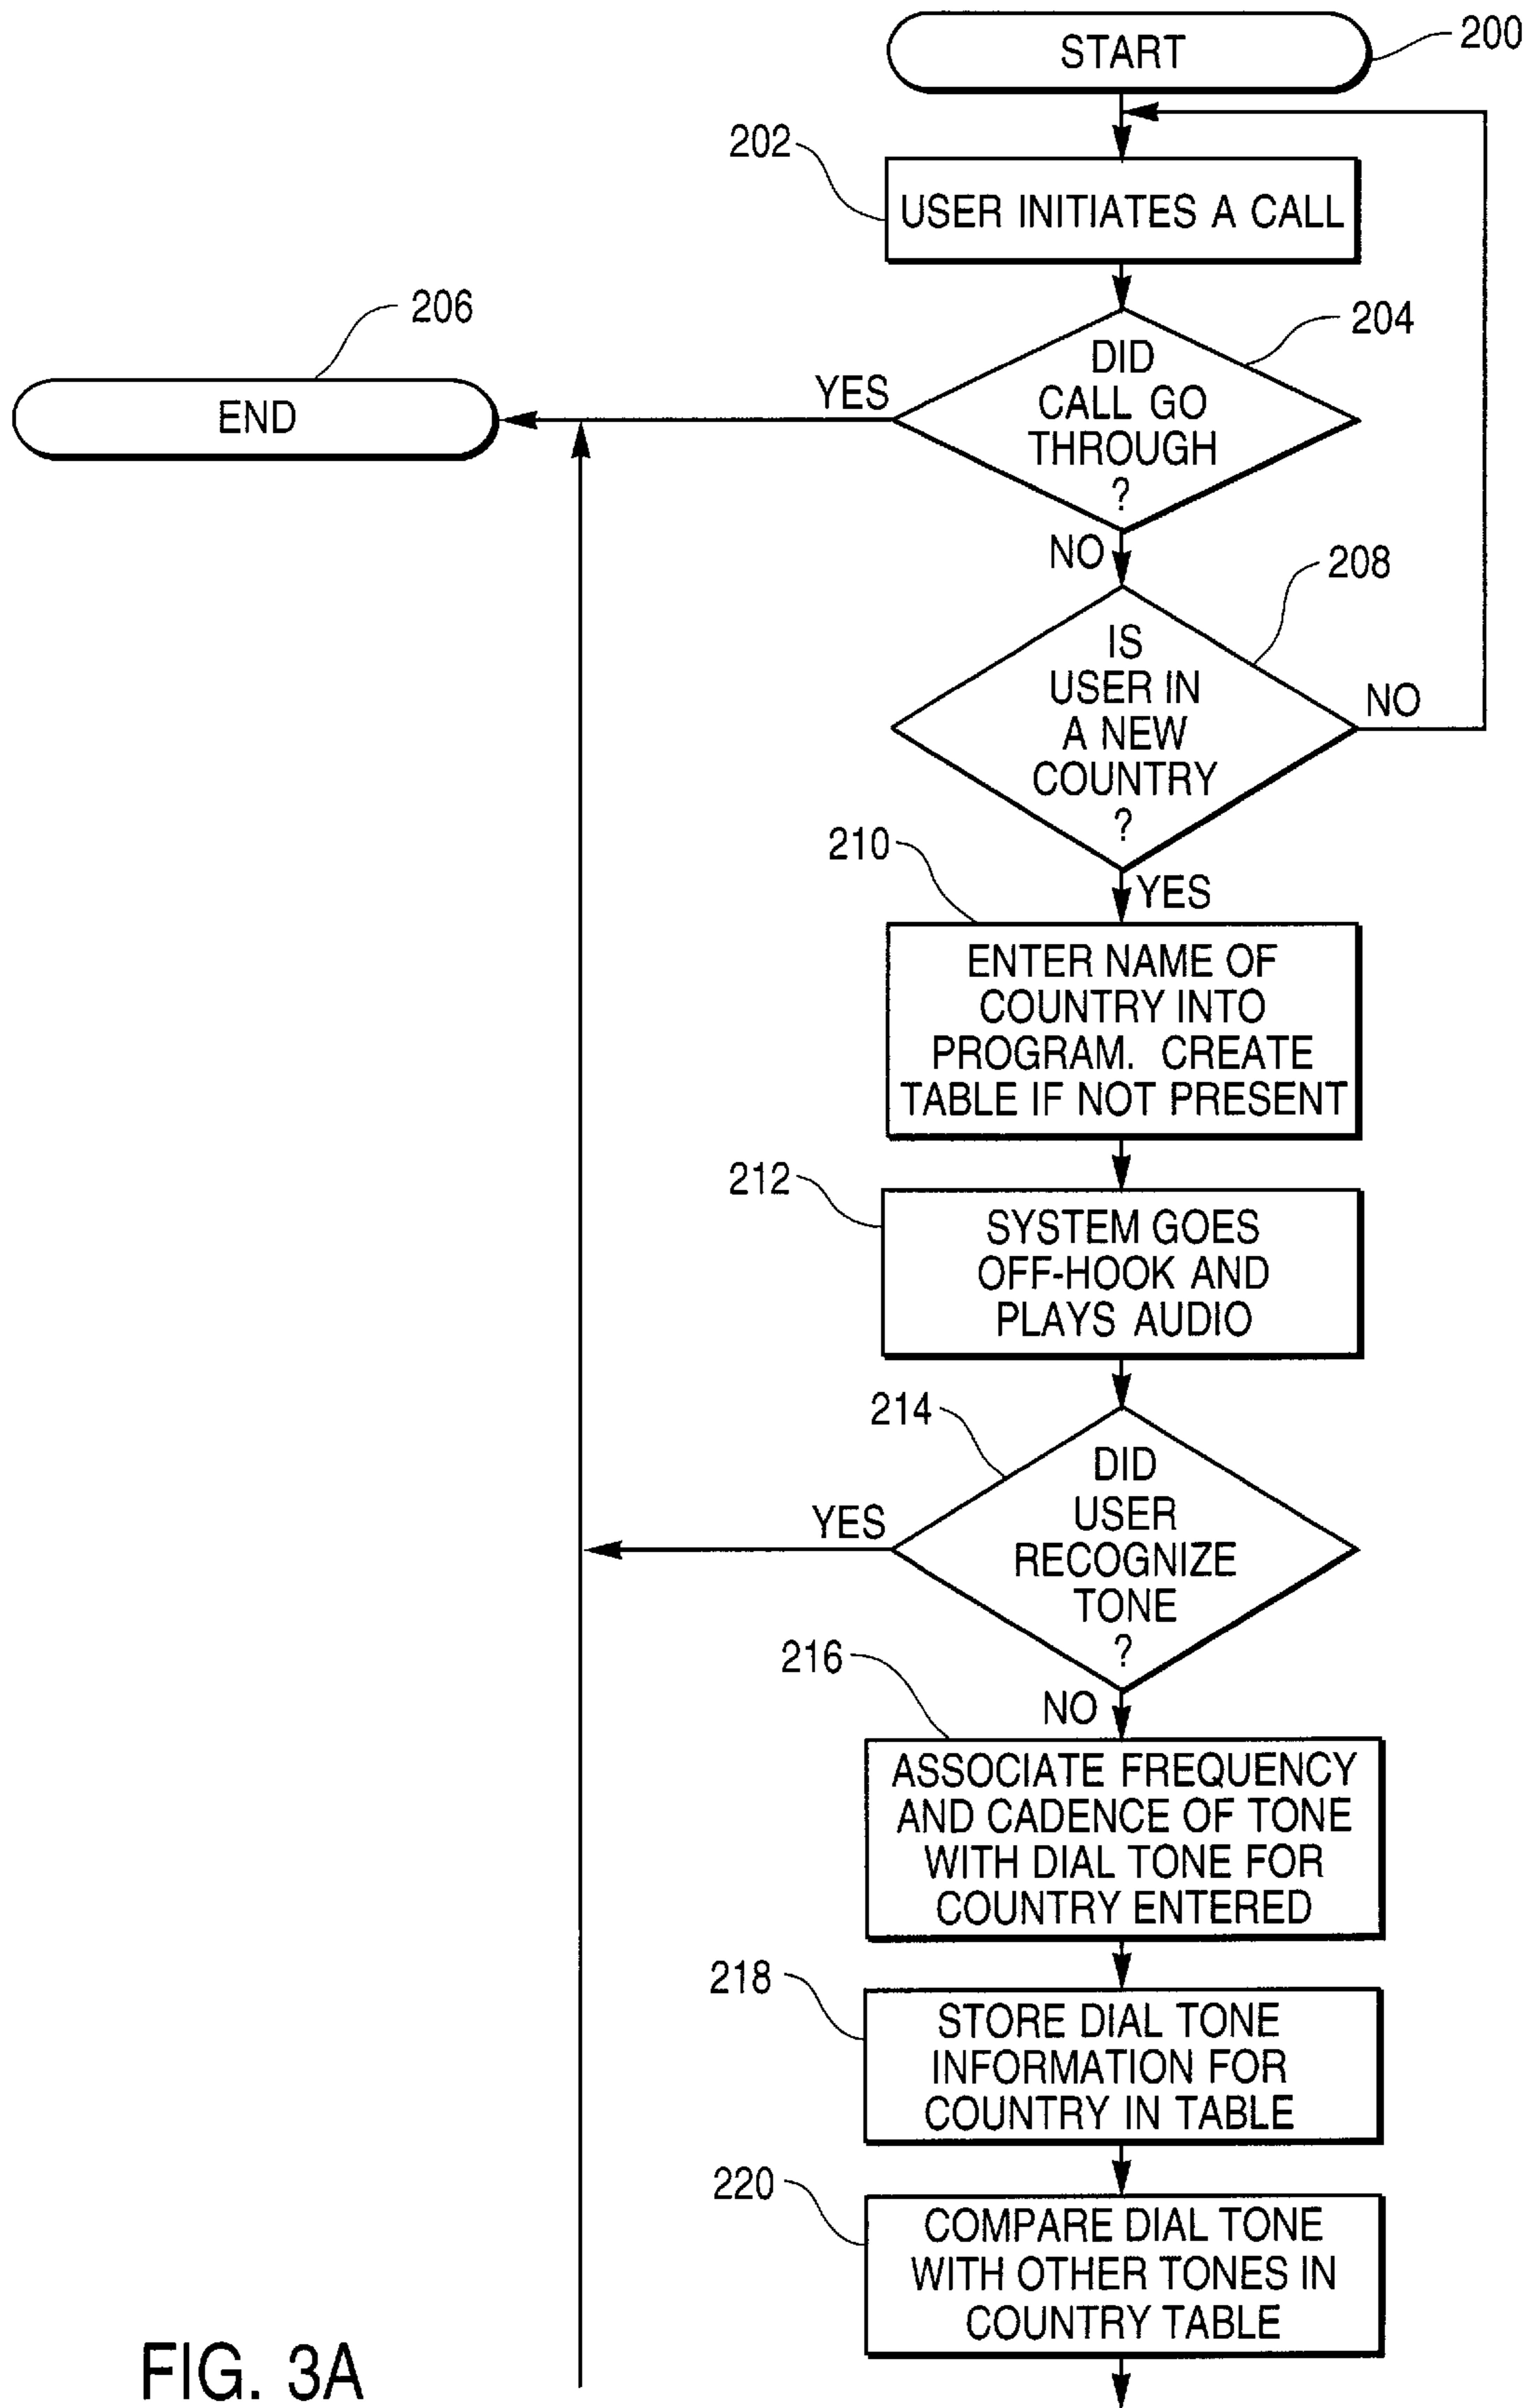 START
200
202
USER INITIATES A CALL
206
204
END
YES
DID
CALL GO
THROUGH
?
NO
208
IS
USER IN
A NEW
COUNTRY
?
NO
210
YES
ENTER NAME OF
COUNTRY INTO
PROGRAM. CREATE
TABLE IF NOT PRESENT
212
SYSTEM GOES
OFF-HOOK AND
PLAYS AUDIO
214
YES
DID
USER
RECOGNIZE
TONE
?
216
NO
ASSOCIATE FREQUENCY
AND CADENCE OF TONE
WITH DIAL TONE FOR
COUNTRY ENTERED
218
STORE DIAL TONE
INFORMATION FOR
COUNTRY IN TABLE
220
COMPARE DIAL TONE
WITH OTHER TONES IN
COUNTRY TABLE
FIG. 3A